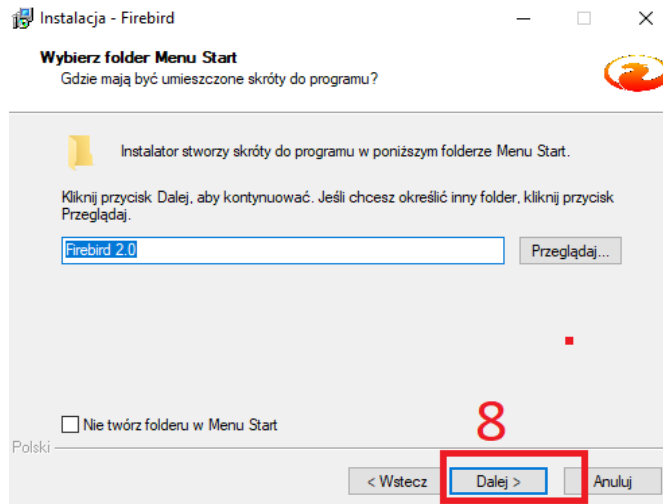 Instalacja - Firebird
Wybierz folder Menu Start
Gdzie mają być umieszczone skróty do programu?
Instalator stworzy skróty do programu w poniższym folderze Menu Start.
Kliknij przycisk Dalej, aby kontynuować. Jeśli chcesz określić inny folder, kliknij przycisk
Przeglądaj.
Firebird 2.0
Przeglądaj...
Nie twórz folderu w Menu Start
8
Polski
< Wstecz
Dalej >
Anuluj